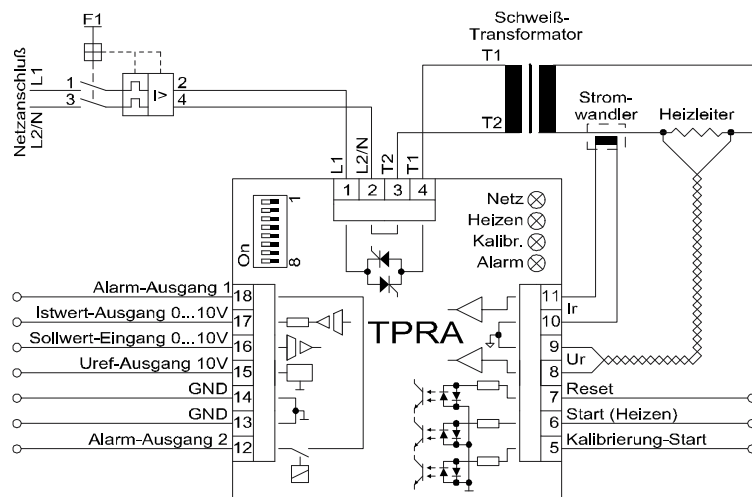 F1
Netzanschluß
L1
L2/N
1
3
I>
2
4
Schweiß-
Transformator
T1
T2
Strom-
wandler
Heizleiter
L1
L2/N
T2
T1
1
2
3
4
On
1
8
Netz
Heizen
Kalibr.
Alarm
TPRA
Alarm-Ausgang 1
18
Istwert-Ausgang 0...10V
17
Sollwert-Eingang 0...10V
16
Uref-Ausgang 10V
15
GND
14
GND
13
Alarm-Ausgang 2
12
11
Ir
10
9
Ur
8
7
Reset
6
Start (Heizen)
5
Kalibrierung-Start